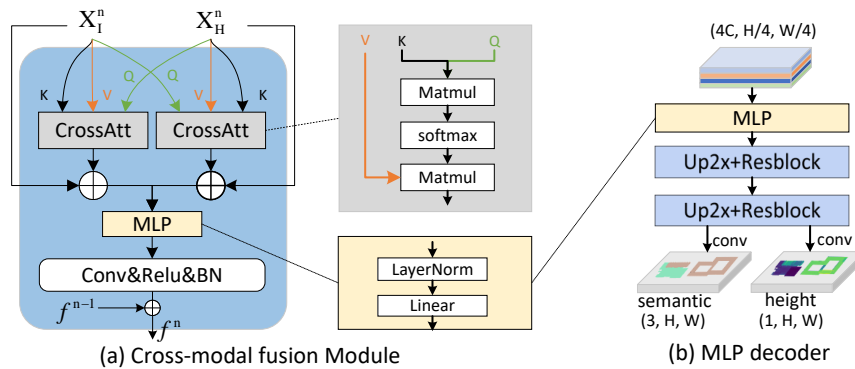 X_I^n X_H^n
K V Q Q V K
CrossAtt CrossAtt
MLP
Conv&Relu&BN
f^{n-1}
f^n
(a) Cross-modal fusion Module
V K Q
Matmul
softmax
Matmul
LayerNorm
Linear
(4C, H/4, W/4)
MLP
Up2x+Resblock
Up2x+Resblock
conv conv
semantic height
(3, H, W) (1, H, W)
(b) MLP decoder